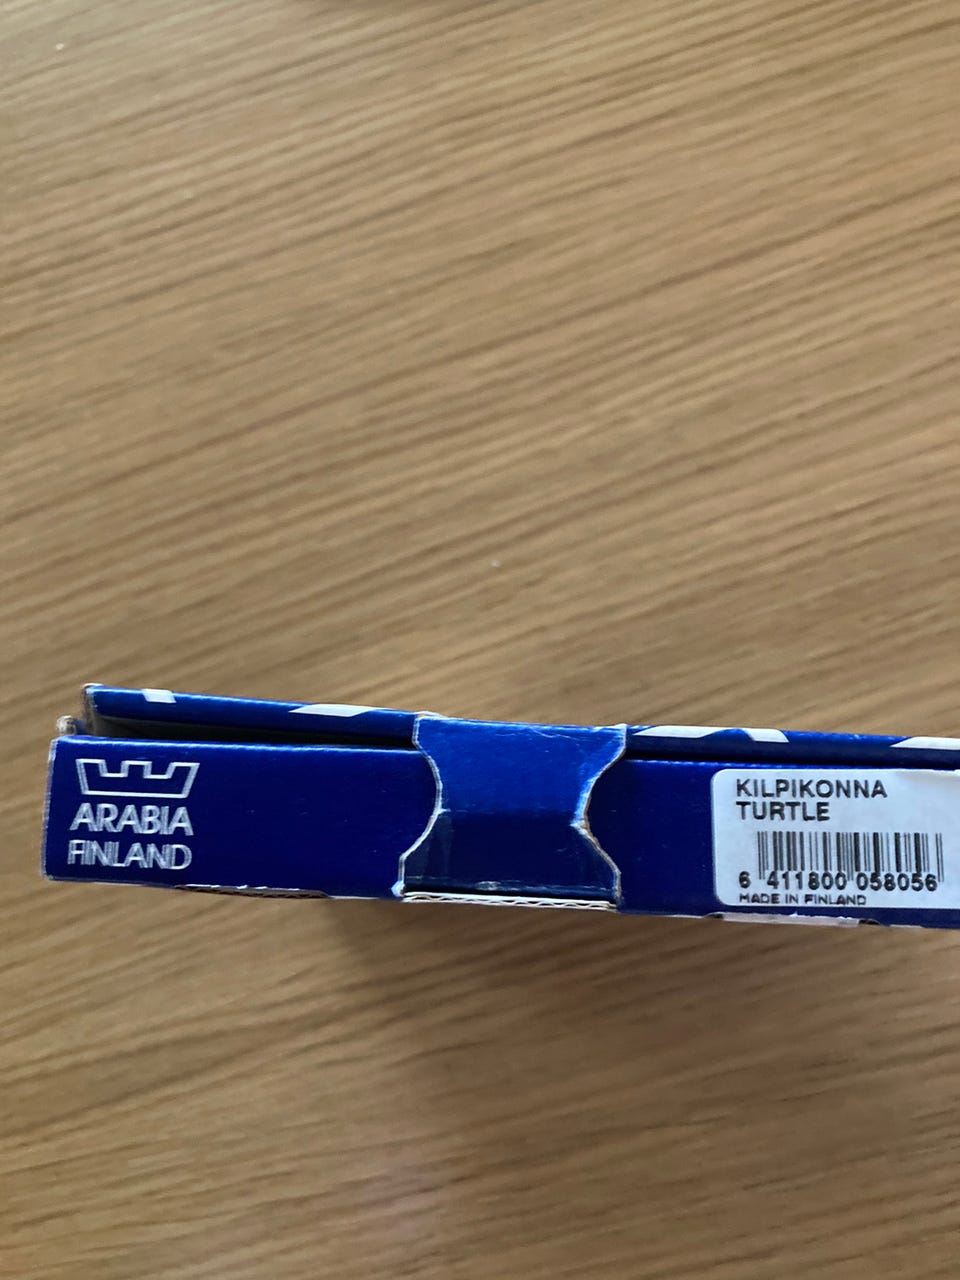 ARABIA
FINLAND
KILPIKONNA
TURTLE
6 411800 058056
MADE IN FINLAND